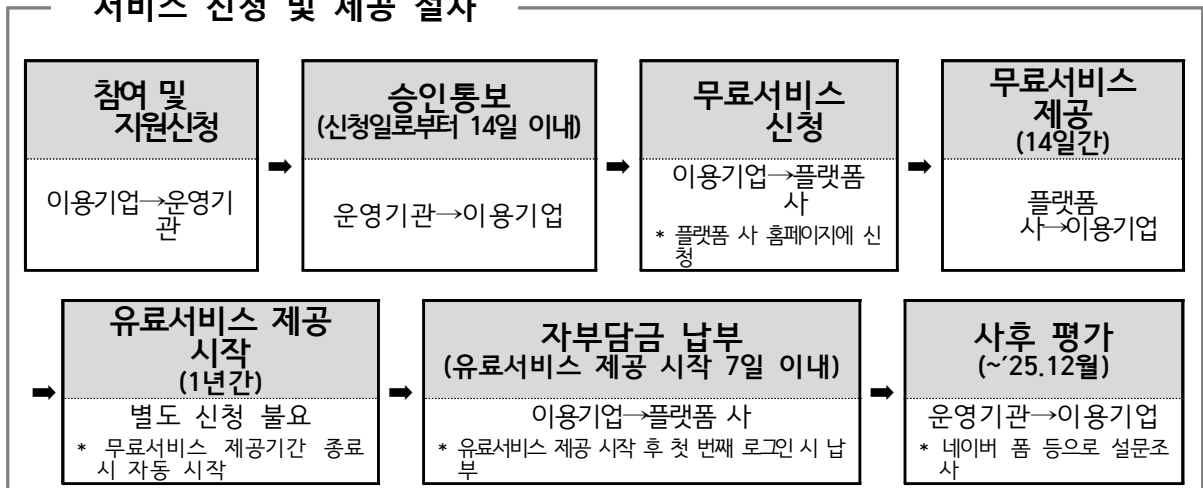 서비스 신청 및 제공 절차
참여 및
지원신청
이용기업→운영기
관
➡
승인통보
(신청일로부터 14일 이내)
운영기관→이용기업
➡
무료서비스
신청
이용기업→플랫폼
사
* 플랫폼 사 홈페이지에 신
청
➡
무료서비스
제공
(14일간)
플랫폼
사→이용기업
➡
유료서비스 제공
시작
(1년간)
별도 신청 불요
* 무료서비스 제공기간 종료
시 자동 시작
➡
자부담금 납부
(유료서비스 제공 시작 7일 이내)
이용기업→플랫폼 사
* 유료서비스 제공 시작 후 첫 번째 로그인 시 납
부
➡
사후 평가
(~´25.12월)
운영기관→이용기업
* 네이버 폼 등으로 설문조
사